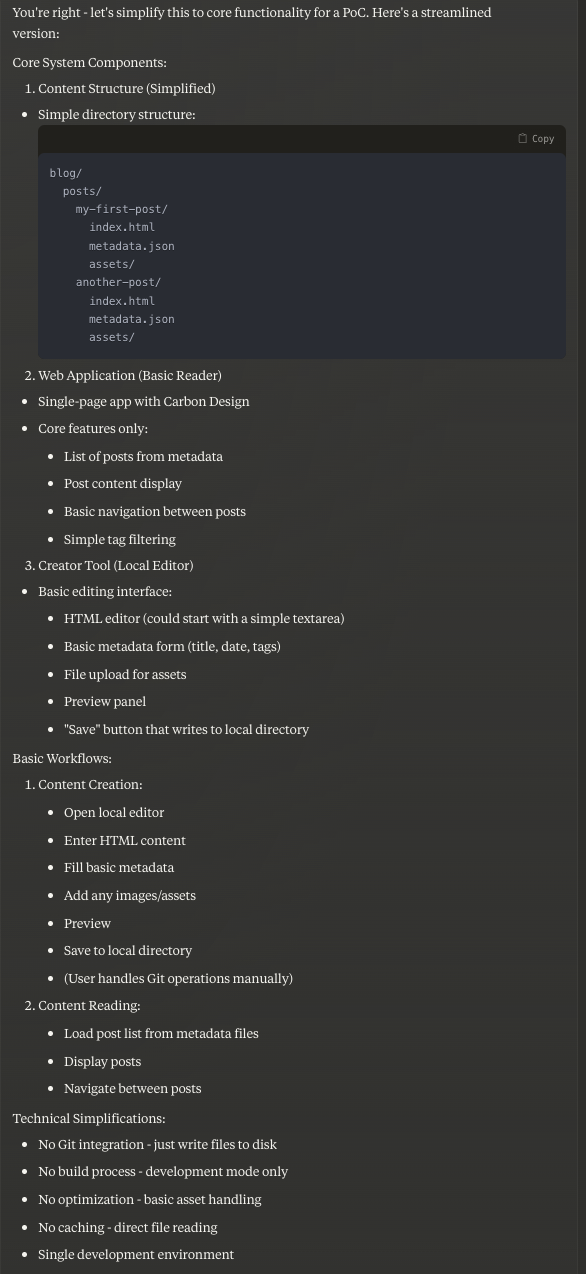 You're right - let's simplify this to core functionality for a PoC. Here's a streamlined
version:
Core System Components:
1. Content Structure (Simplified)
• Simple directory structure:
Copy
blog/
  posts/
    my-first-post/
      index.html
      metadata.json
      assets/
    another-post/
      index.html
      metadata.json
      assets/
2. Web Application (Basic Reader)
• Single-page app with Carbon Design
• Core features only:
• List of posts from metadata
• Post content display
• Basic navigation between posts
• Simple tag filtering
3. Creator Tool (Local Editor)
• Basic editing interface:
• HTML editor (could start with a simple textarea)
• Basic metadata form (title, date, tags)
• File upload for assets
• Preview panel
• "Save" button that writes to local directory
Basic Workflows:
1. Content Creation:
• Open local editor
• Enter HTML content
• Fill basic metadata
• Add any images/assets
• Preview
• Save to local directory
• (User handles Git operations manually)
2. Content Reading:
• Load post list from metadata files
• Display posts
• Navigate between posts
Technical Simplifications:
• No Git integration - just write files to disk
• No build process - development mode only
• No optimization - basic asset handling
• No caching - direct file reading
• Single development environment